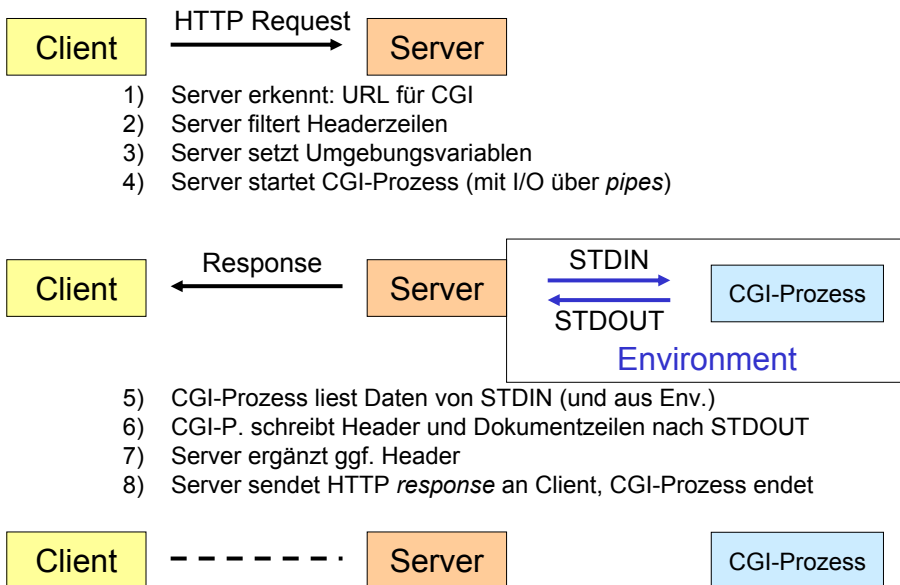 HTTP Request
Client
Server
1) Server erkennt: URL für CGI
2) Server filtert Headerzeilen
3) Server setzt Umgebungsvariablen
4) Server startet CGI-Prozess (mit I/O über pipes)
Response
STDIN
Client
Server
CGI-Prozess
STDOUT
Environment
5) CGI-Prozess liest Daten von STDIN (und aus Env.)
6) CGI-P. schreibt Header und Dokumentzeilen nach STDOUT
7) Server ergänzt ggf. Header
8) Server sendet HTTP response an Client, CGI-Prozess endet
Client
Server
CGI-Prozess